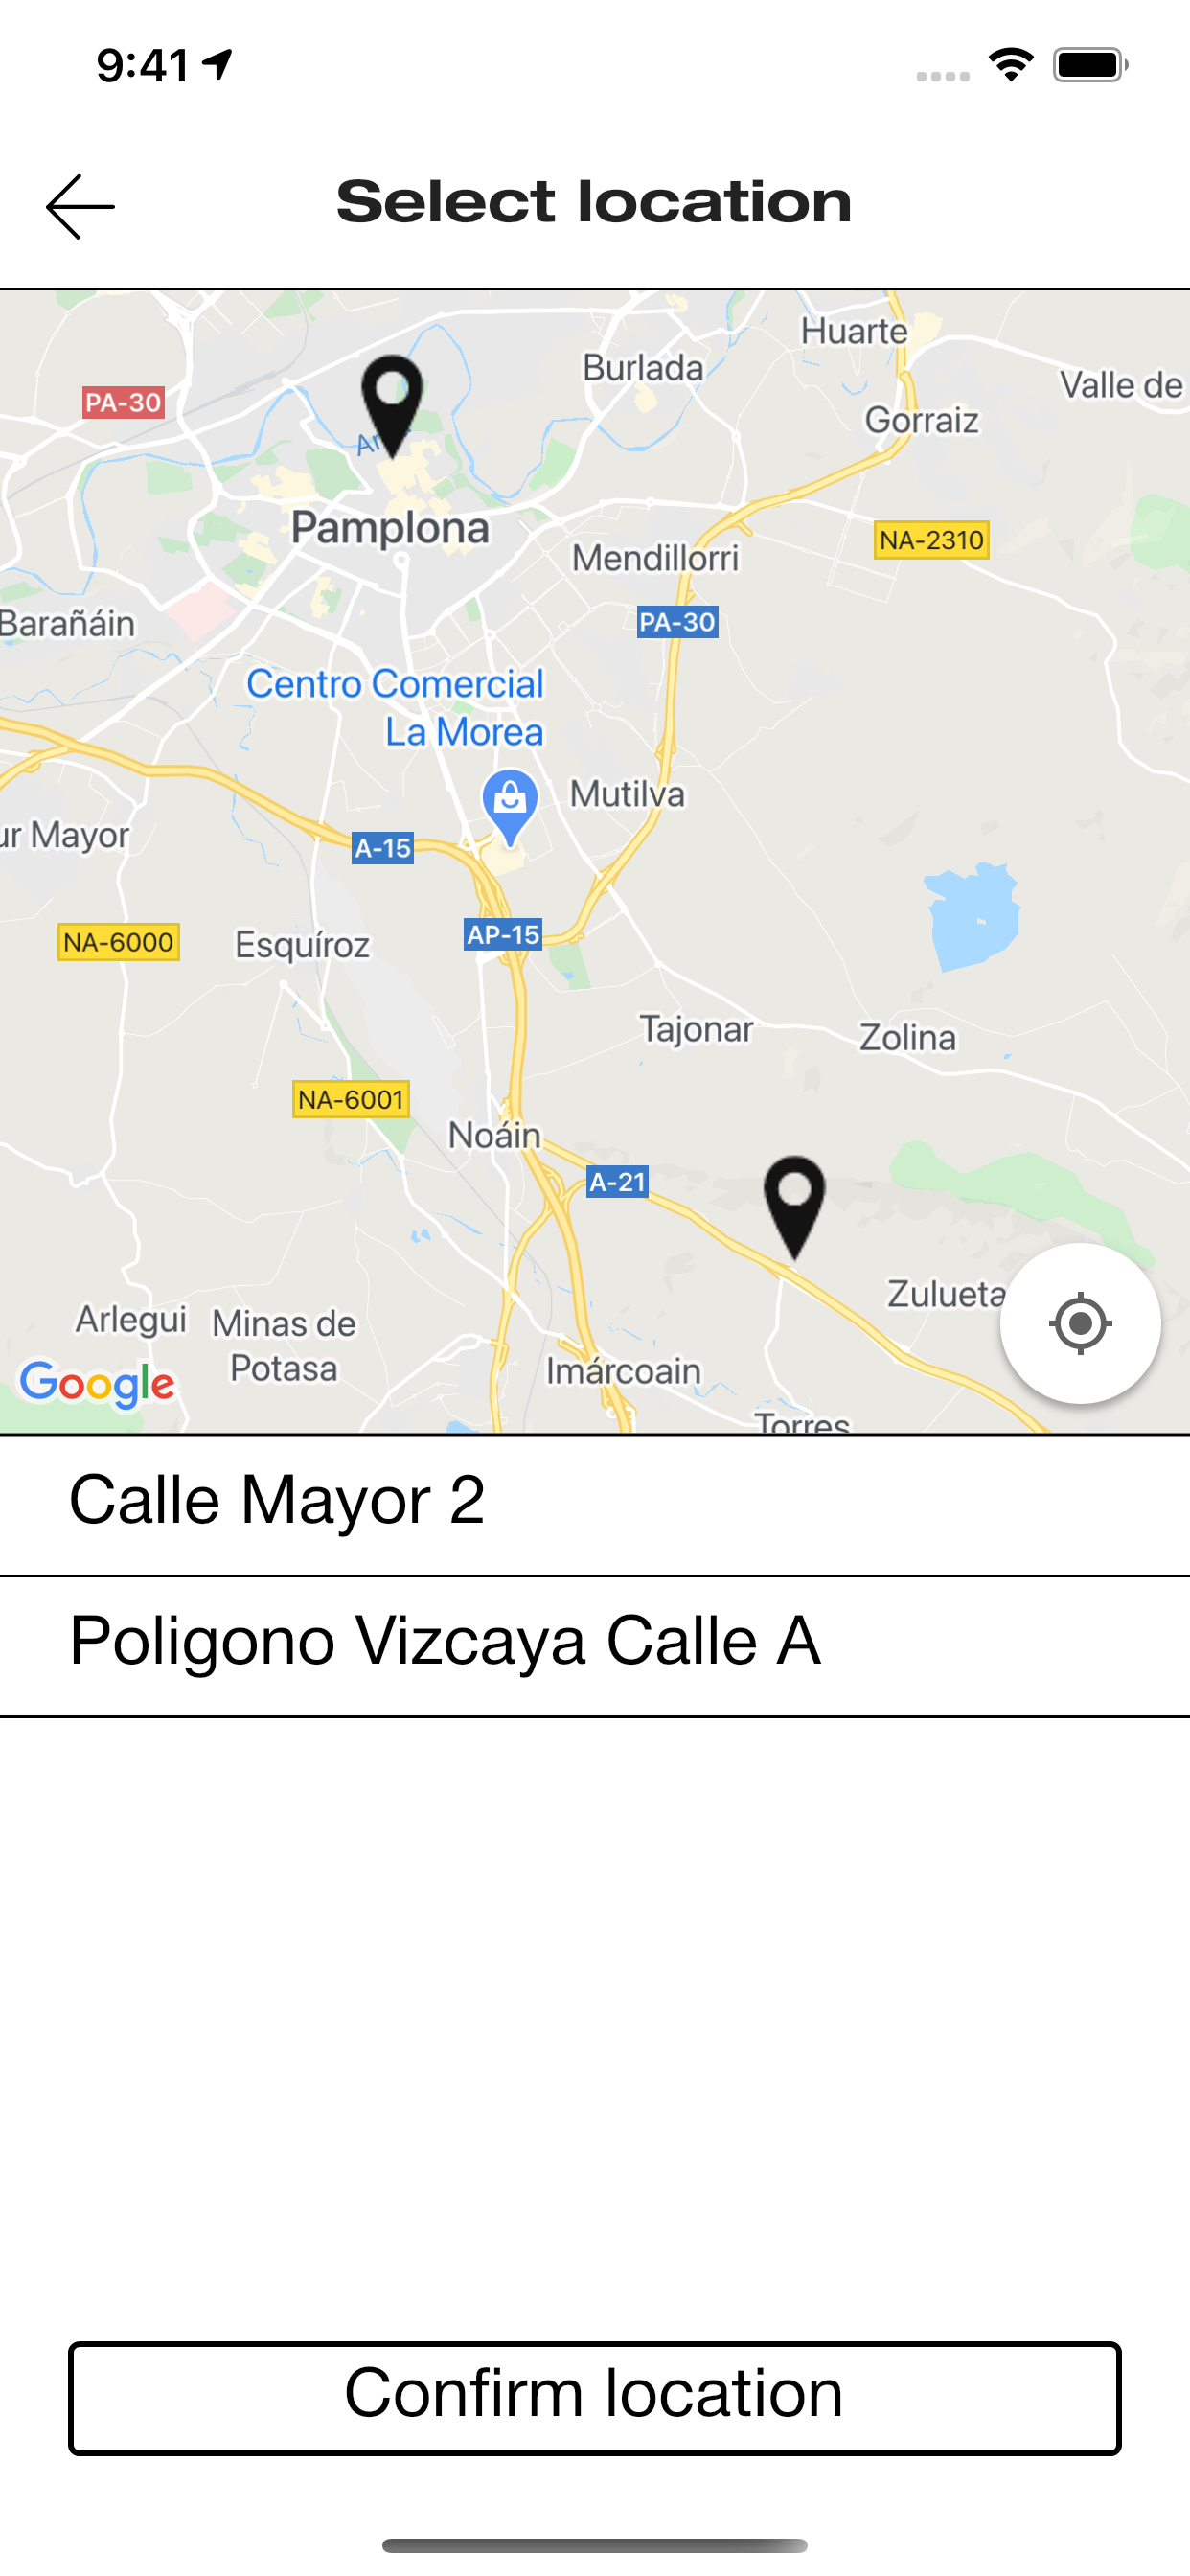 9:41
Select location
Huarte
Burlada
Valle de
PA-30
Gorraiz
Pamplona
NA-2310
Mendillorri
Barañáin
PA-30
Centro Comercial
La Morea
Mutilva
ur Mayor
A-15
AP-15
NA-6000
Esquíroz
Tajonar
Zolina
NA-6001
Noáin
A-21
Zulueta
Arlegui
Minas de
Potasa
Imárcoain
Google
Torres
Calle Mayor 2
Poligono Vizcaya Calle A
Confirm location